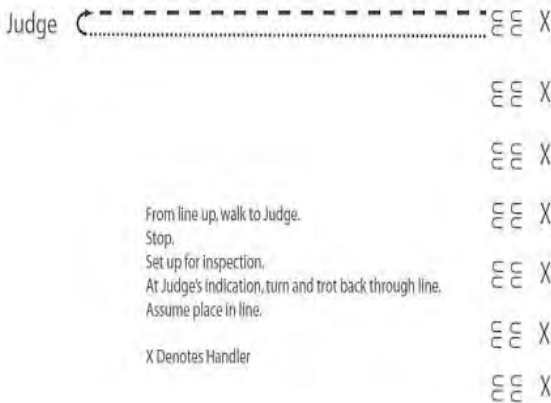 Judge X
X
X
X
From line up, walk to Judge.
Stop.
Set up for inspection.
X
At Judge's indication, turn and trot back through line.
Assume place in line.
X
X Denotes Handler
X